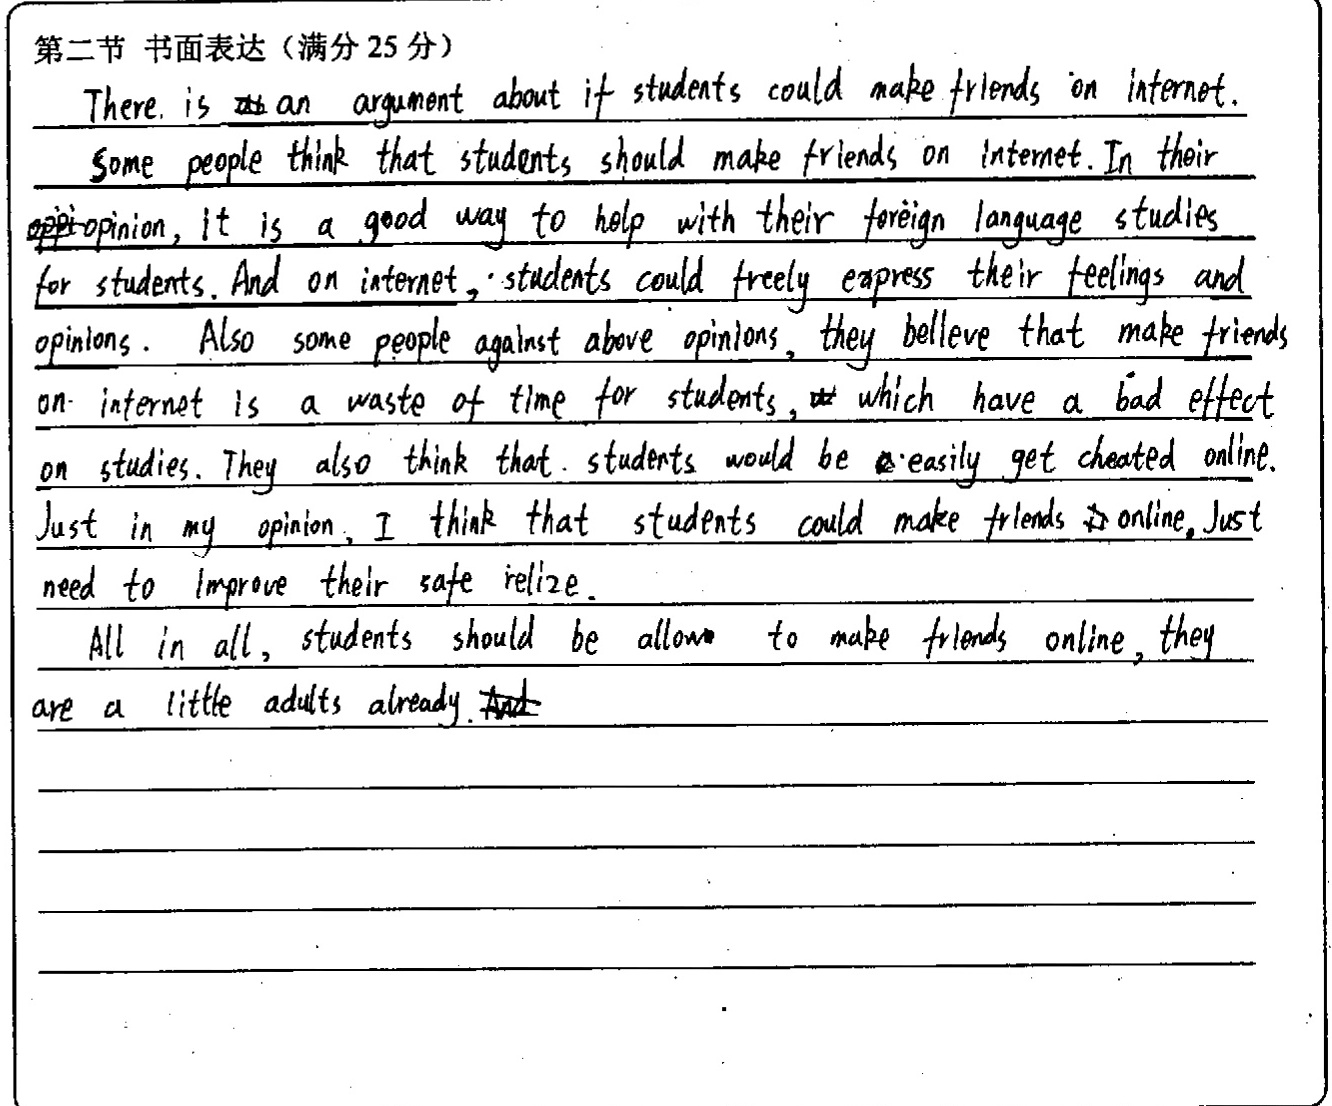 第二节 书面表达（满分 25 分）
There is an argument about if students could make friends on internet.
Some people think that students should make friends on internet. In their
opinion, it is a good way to help with their foreign language studies
for students. And on internet, students could freely express their feelings and
opinions. Also some people against above opinions, they believe that make friends
on internet is a waste of time for students, which have a bad effect
on studies. They also think that students would be easily get cheated online.
Just in my opinion, I think that students could make friends online, Just
need to improve their safe relize.
All in all, students should be allow to make friends online, they
are a little adults already.